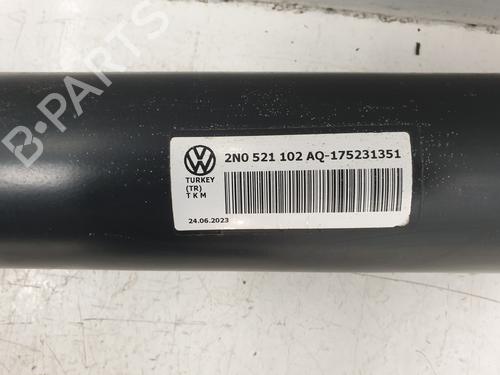 B-PARTS
2N0 521 102 AQ-175231351
TURKEY
(TR)
T K M
24.06.2023